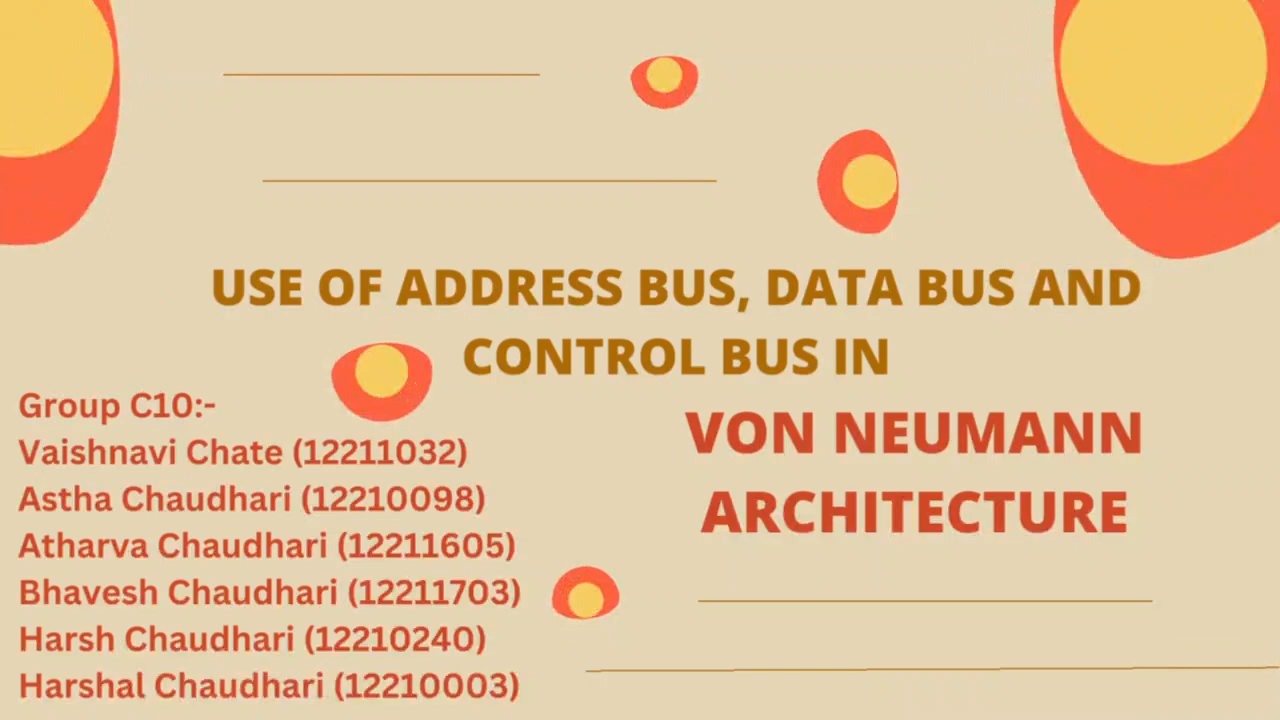 USE OF ADDRESS BUS, DATA BUS AND
CONTROL BUS IN
VON NEUMANN
ARCHITECTURE
Group C10:-
Vaishnavi Chate (12211032)
Astha Chaudhari (12210098)
Atharva Chaudhari (12211605)
Bhavesh Chaudhari (12211703)
Harsh Chaudhari (12210240)
Harshal Chaudhari (12210003)